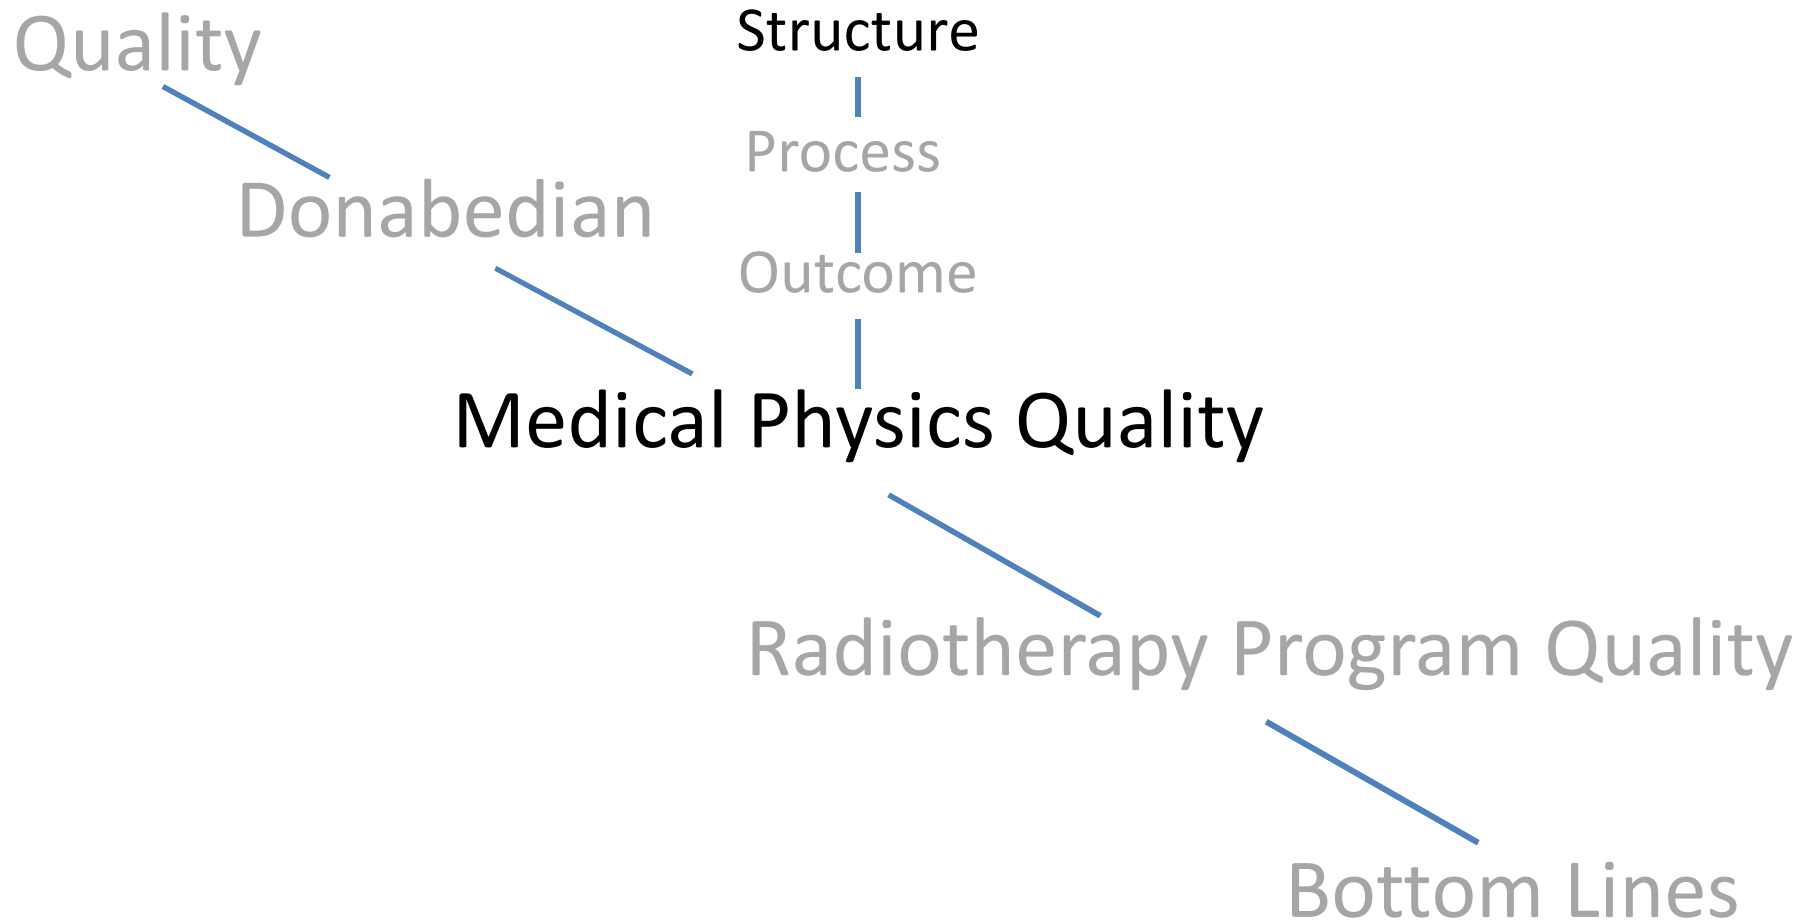 Quality
Structure
Process
Donabedian
Outcome
Medical Physics Quality
Radiotherapy Program Quality
Bottom Lines